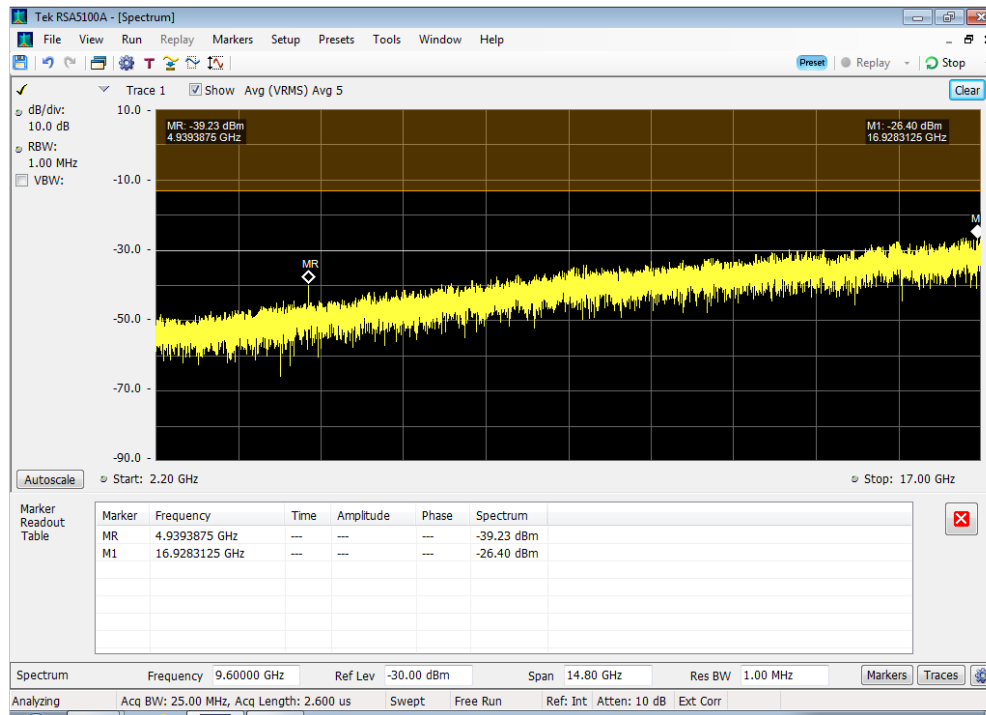 Tek RSA5100A - [Spectrum]
File View Run Replay Markers Setup Presets Tools Window Help
Preset Replay Stop
Trace 1 Show Avg (VRMS) Avg 5 Clear
dB/div:
10.0 dB
RBW:
1.00 MHz
VBW:
10.0
-10.0
-30.0
-50.0
-70.0
-90.0
MR: -39.23 dBm
4.9393875 GHz
M1: -26.40 dBm
16.9283125 GHz
M
MR
Autoscale Start: 2.20 GHz Stop: 17.00 GHz
Marker
Readout
Table
Marker Frequency Time Amplitude Phase Spectrum
MR 4.9393875 GHz --- --- --- -39.23 dBm
M1 16.9283125 GHz --- --- --- -26.40 dBm
Spectrum Frequency 9.60000 GHz Ref Lev -30.00 dBm Span 14.80 GHz Res BW 1.00 MHz Markers Traces
Analyzing Acq BW: 25.00 MHz, Acq Length: 2.600 us Swept Free Run Ref: Int Atten: 10 dB Ext Corr